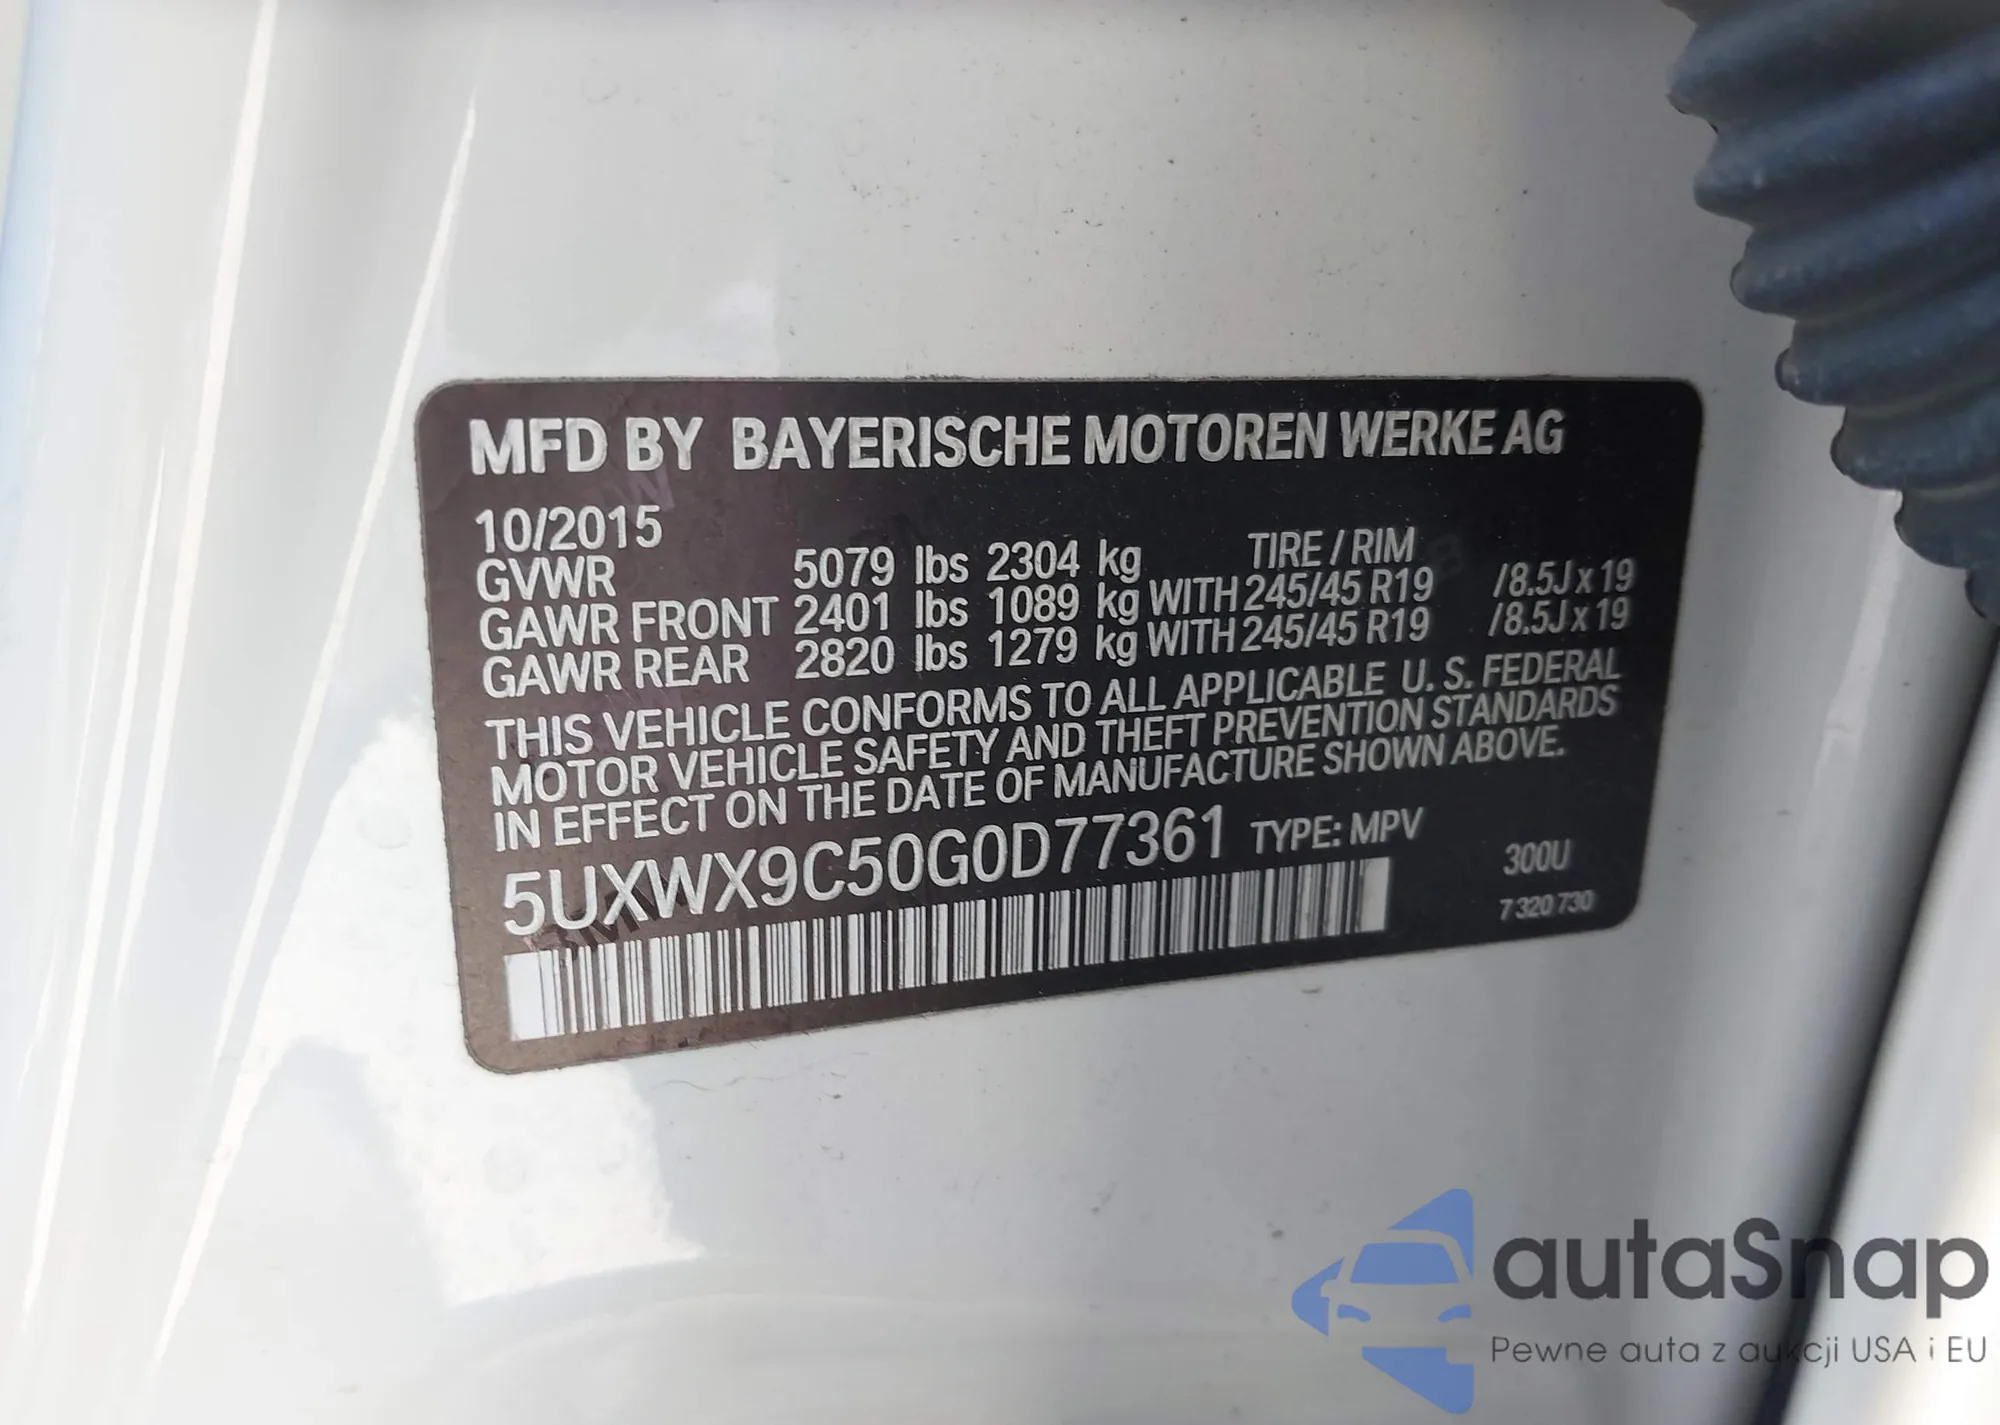 MFD BY BAYERISCHE MOTOREN WERKE AG
10/2015
TIRE / RIM
GVWR 5079 lbs 2304 kg
GAWR FRONT 2401 lbs 1089 kg WITH 245/45 R19 /8.5J x 19
GAWR REAR 2820 lbs 1279 kg WITH 245/45 R19 /8.5J x 19
THIS VEHICLE CONFORMS TO ALL APPLICABLE U. S. FEDERAL
MOTOR VEHICLE SAFETY AND THEFT PREVENTION STANDARDS
IN EFFECT ON THE DATE OF MANUFACTURE SHOWN ABOVE.
5UXWX9C50G0D77361 TYPE: MPV
300U
7 320 730
autaSnap
Pewne auta z aukcji USA i EU